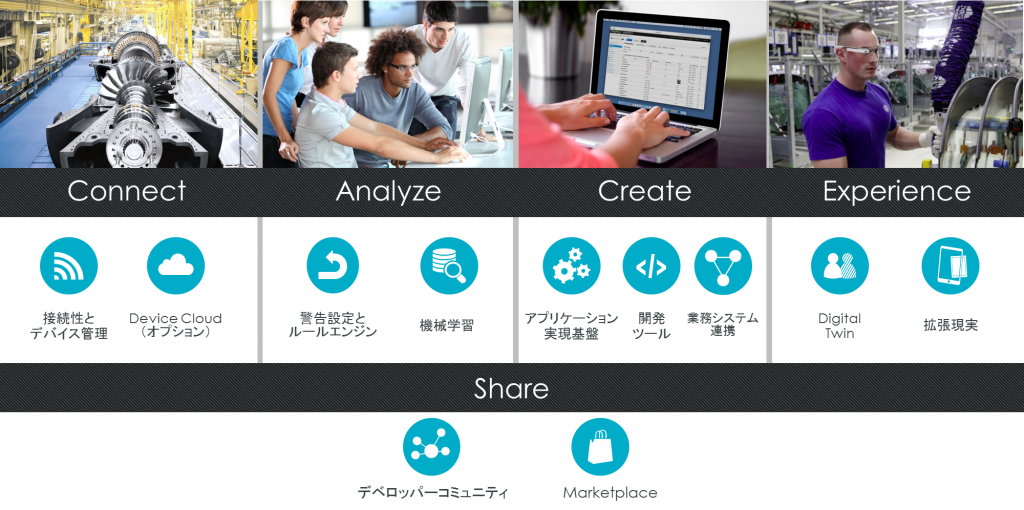 Connect
Analyze
Create
Experience
接続性と
デバイス管理
Device Cloud
（オプション）
警告設定と
ルールエンジン
機械学習
アプリケーション
実現基盤
開発
ツール
業務システム
連携
Digital
Twin
拡張現実
Share
デベロッパーコミュニティ
Marketplace